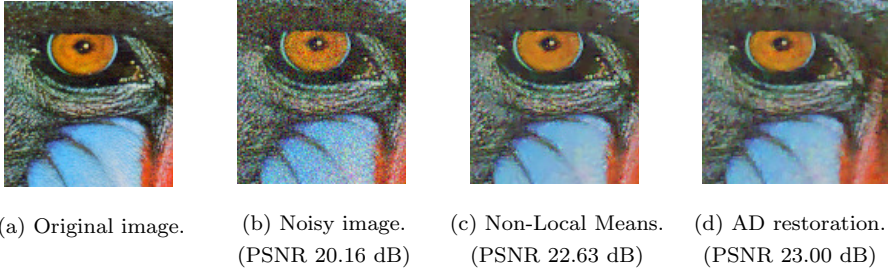 a) Original image.
(b) Noisy image.
(PSNR 20.16 dB)
(c) Non-Local Means.
(PSNR 22.63 dB)
(d) AD restoration.
(PSNR 23.00 dB)